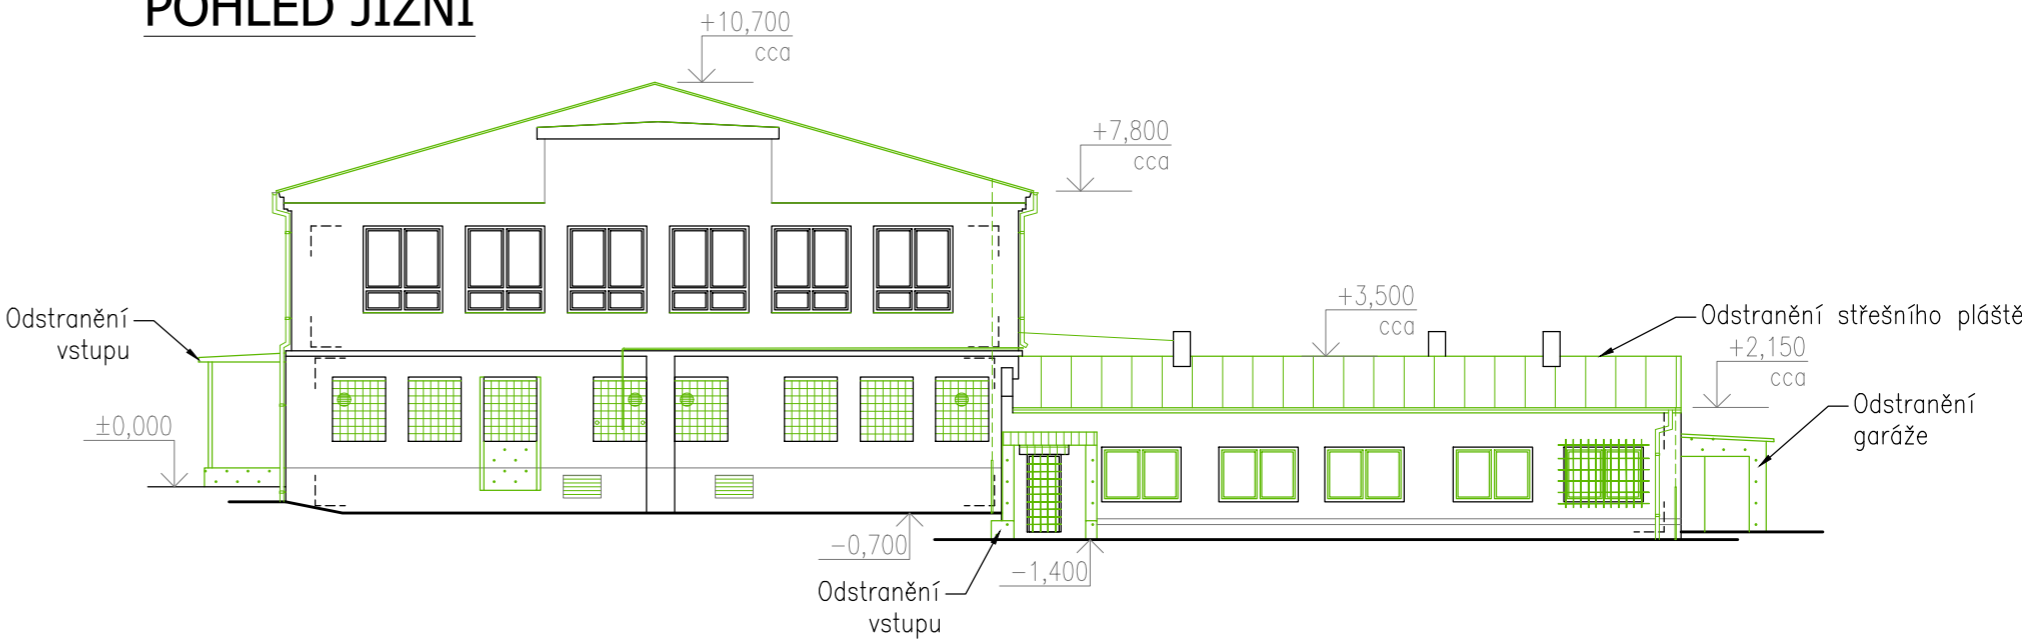 POHLED JIŽNÍ
+10,700
cca
+7,800
cca
Odstranění
vstupu
+3,500
cca
Odstranění střešního pláště
+2,150
cca
Odstranění
garáže
±0,000
−0,700
−1,400
Odstranění
vstupu